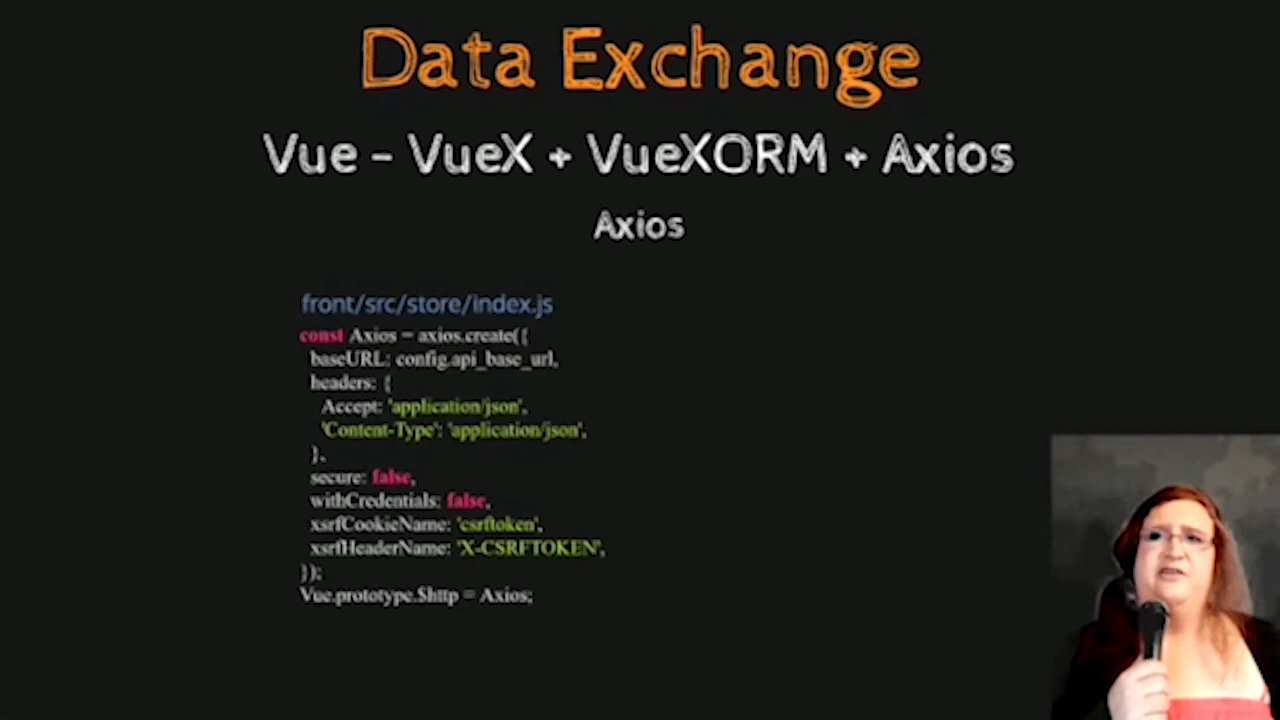 Data Exchange
Vue - VueX + VueXORM + Axios
Axios
front/src/store/index.js
const Axios = axios.create({
baseURL: config.api_base_url,
headers: {
Accept: 'application/json',
'Content-Type': 'application/json',
},
secure: false,
withCredentials: false,
xsrfCookieName: 'csrftoken',
xsrfHeaderName: 'X-CSRFTOKEN',
});
Vue.prototype.$http = Axios;